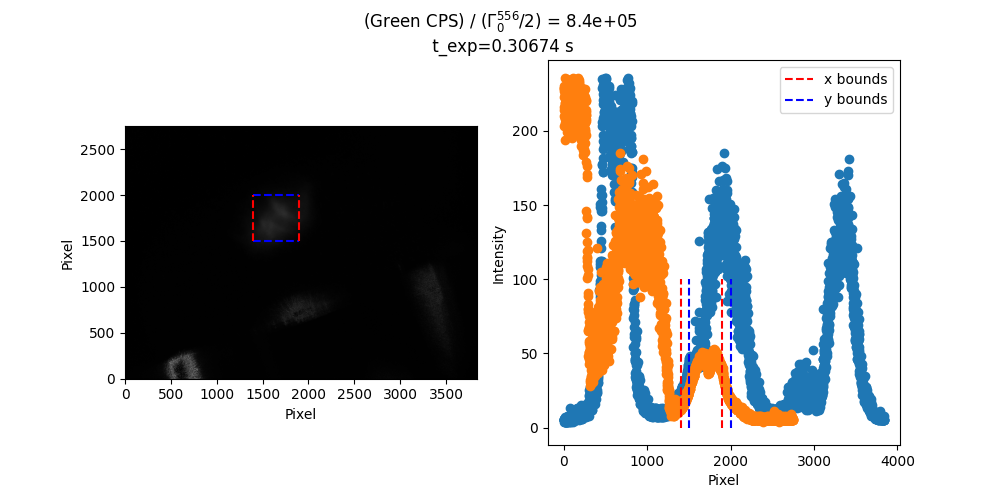 (Green CPS) / (Γ₀⁵⁵⁶/2) = 8.4e+05
t_exp=0.30674 s
2500
2000
1500
1000
500
0
0 500 1000 1500 2000 2500 3000 3500
Pixel
Pixel
x bounds
y bounds
200
150
100
50
0
Intensity
0 1000 2000 3000 4000
Pixel